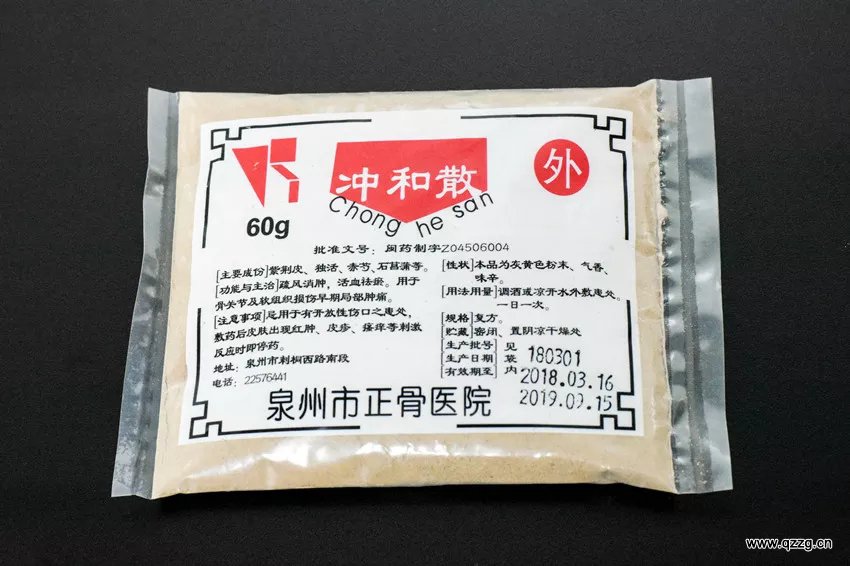 冲和散
Chong he san
外
60g
批准文号：闽药制字Z04506004
[主要成份]紫荆皮、独活、赤芍、石菖蒲等。
[功能与主治]疏风消肿，活血祛瘀。用于
骨关节及软组织损伤早期局部肿痛。
[注意事项]忌用于有开放性伤口之患处，
敷药后皮肤出现红肿、皮疹、瘙痒等刺激
反应时即停药。
地址：泉州市刺桐西路南段
电话：22576441
[性状]本品为灰黄色粉末、气香、
味辛。
[用法用量]调酒或凉开水外敷患处。
一日一次。
[规格]复方。
[贮藏]密闭、置阴凉干燥处
[生产批号]见 180301
[生产日期]袋 2018.03.16
[有效期至]内 2019.09.15
泉州市正骨医院
www.qzzg.cn